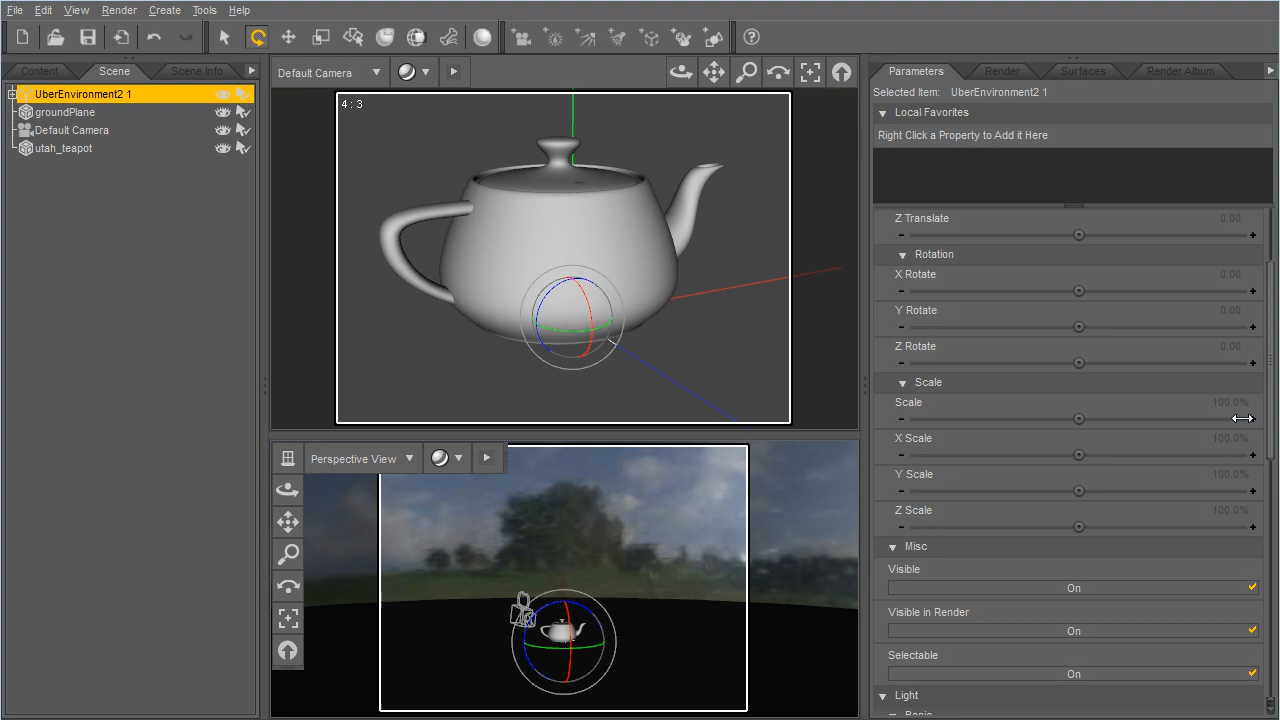 File Edit View Render Create Tools Help
Content Scene Scene Info
UberEnvironment2 1
groundPlane
Default Camera
utah_teapot
Default Camera
4 : 3
Perspective View
Parameters Render Surfaces Render Album
Selected Item: UberEnvironment2 1
Local Favorites
Right Click a Property to Add it Here
Z Translate 0.00
Rotation
X Rotate 0.00
Y Rotate 0.00
Z Rotate 0.00
Scale
Scale 100.0%
X Scale 100.0%
Y Scale 100.0%
Z Scale 100.0%
Misc
Visible
On
Visible in Render
On
Selectable
On
Light